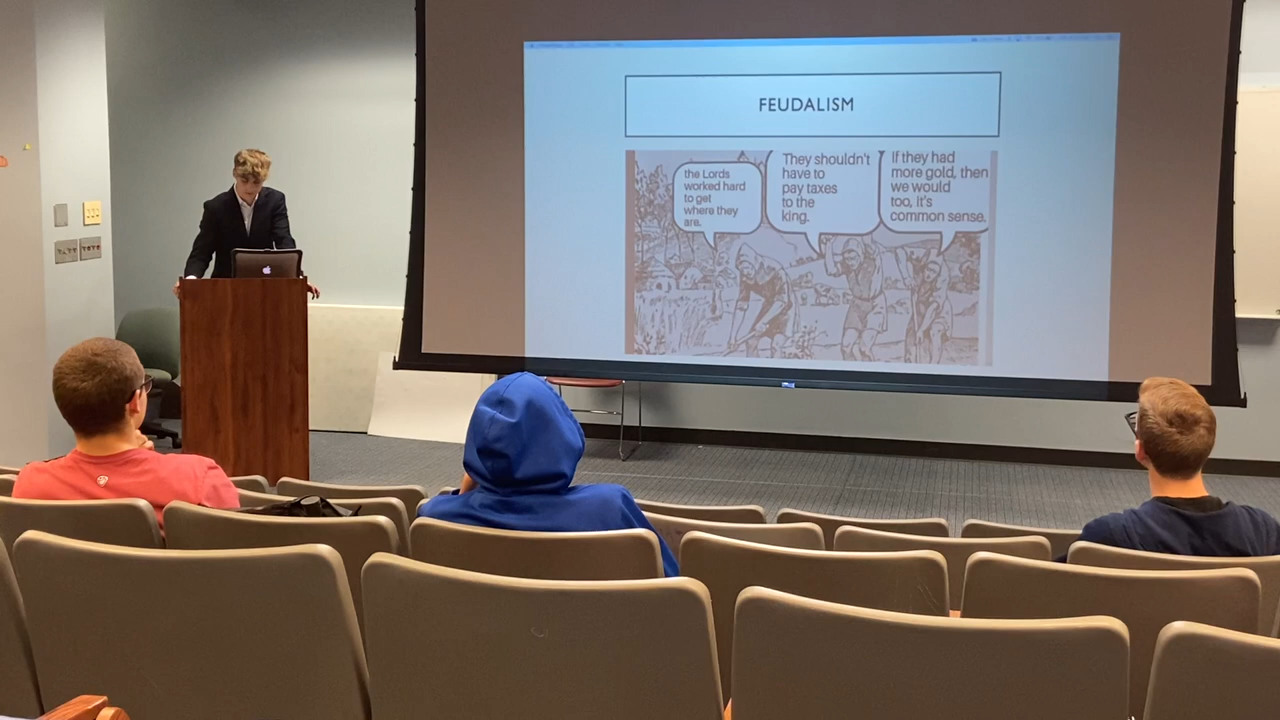 FEUDALISM
the Lords
worked hard
to get
where they
are.
They shouldn't
have to
pay taxes
to the
king.
If they had
more gold, then
we would
too, it's
common sense.